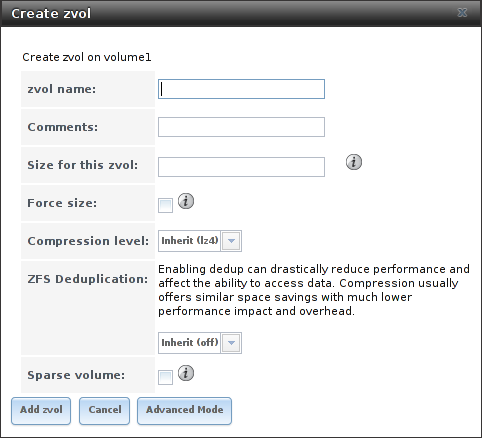 Create zvol
Create zvol on volume1
zvol name:
Comments:
Size for this zvol:
Force size:
Compression level: Inherit (lz4)
ZFS Deduplication: Enabling dedup can drastically reduce performance and
affect the ability to access data. Compression usually
offers similar space savings with much lower
performance impact and overhead.
Inherit (off)
Sparse volume:
Add zvol Cancel Advanced Mode